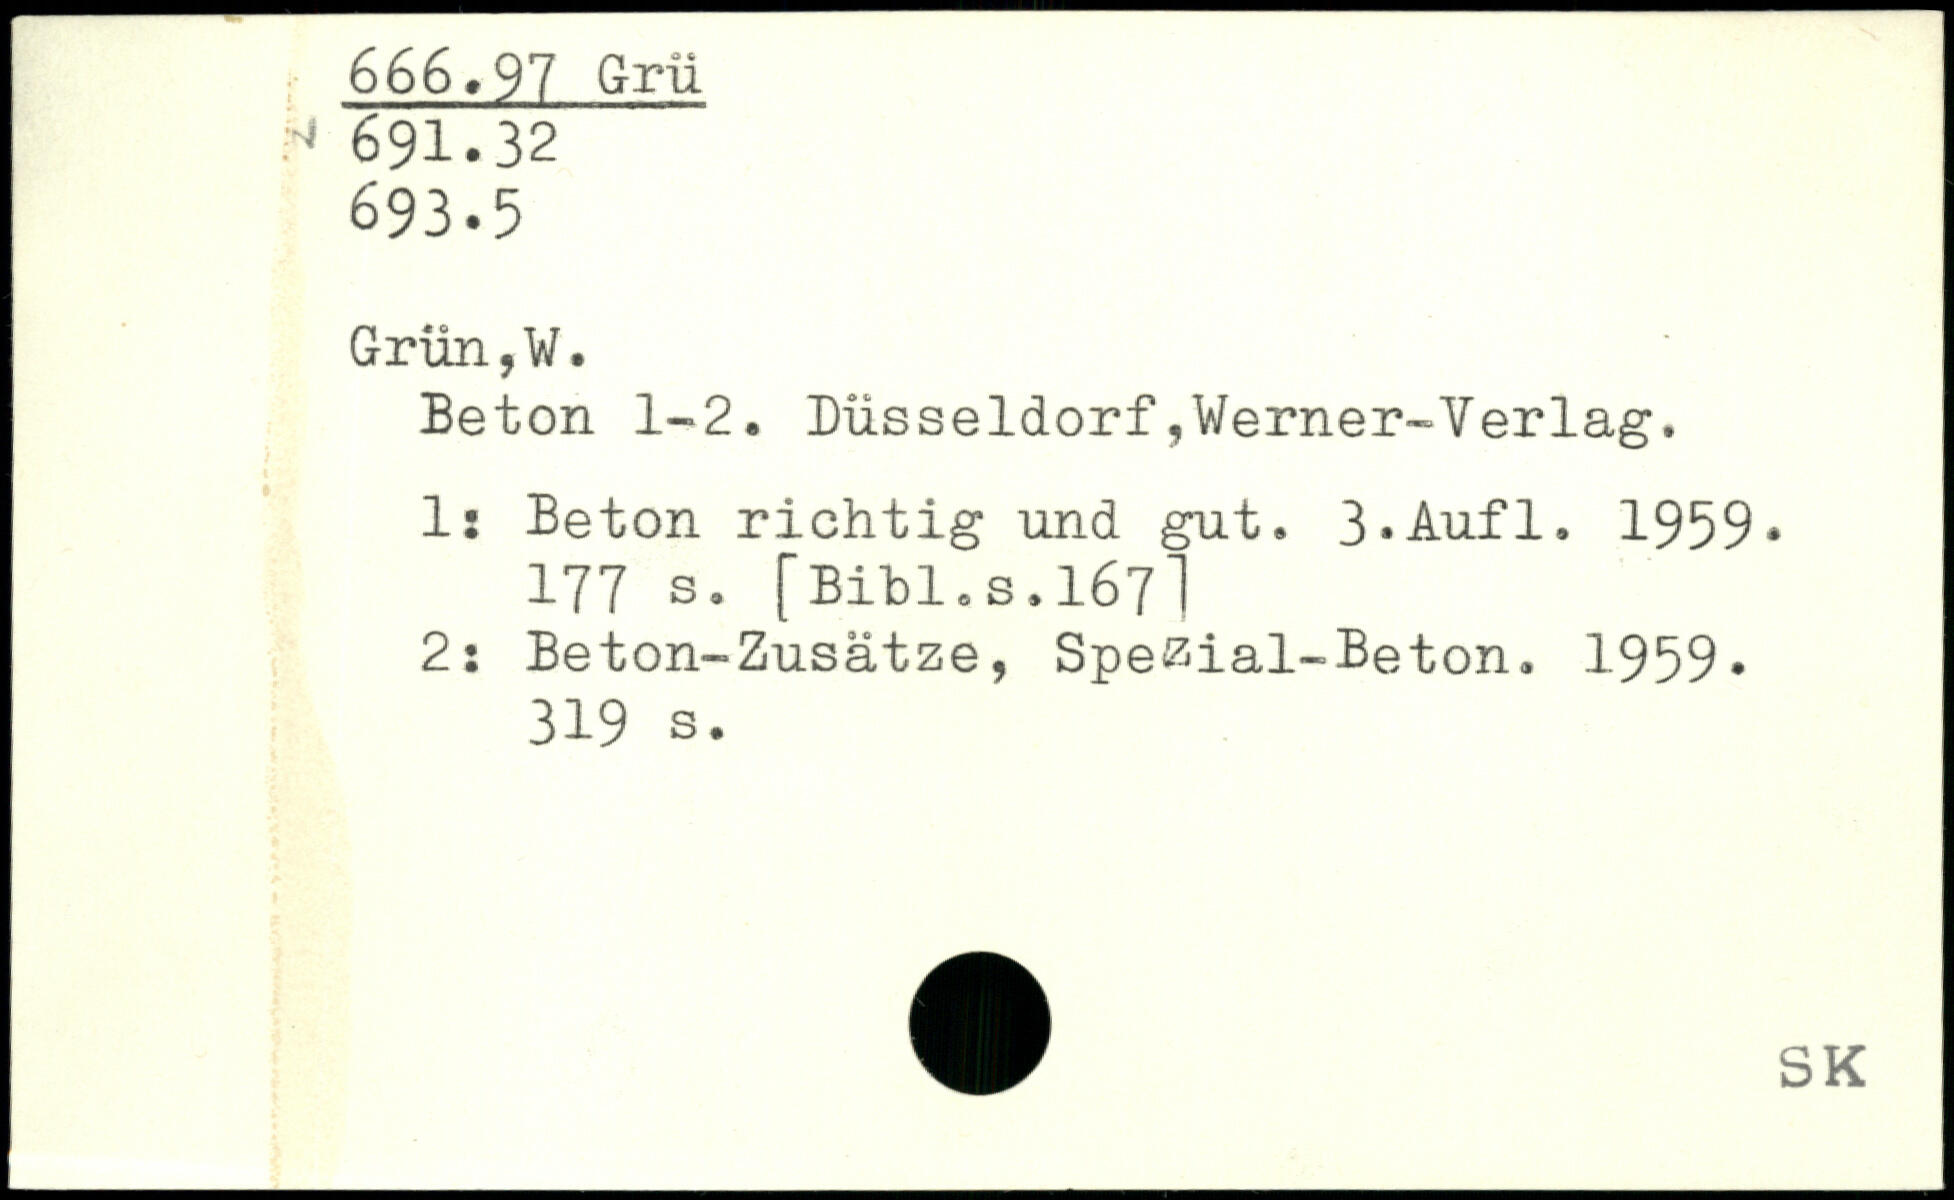 666.97 Grü
691.32
693.5
Grün,W.
Beton 1-2. Düsseldorf,Werner-Verlag.
1: Beton richtig und gut. 3.Aufl. 1959.
177 s. [Bibl.s.167]
2: Beton-Zusätze, Spezial-Beton. 1959.
319 s.
SK